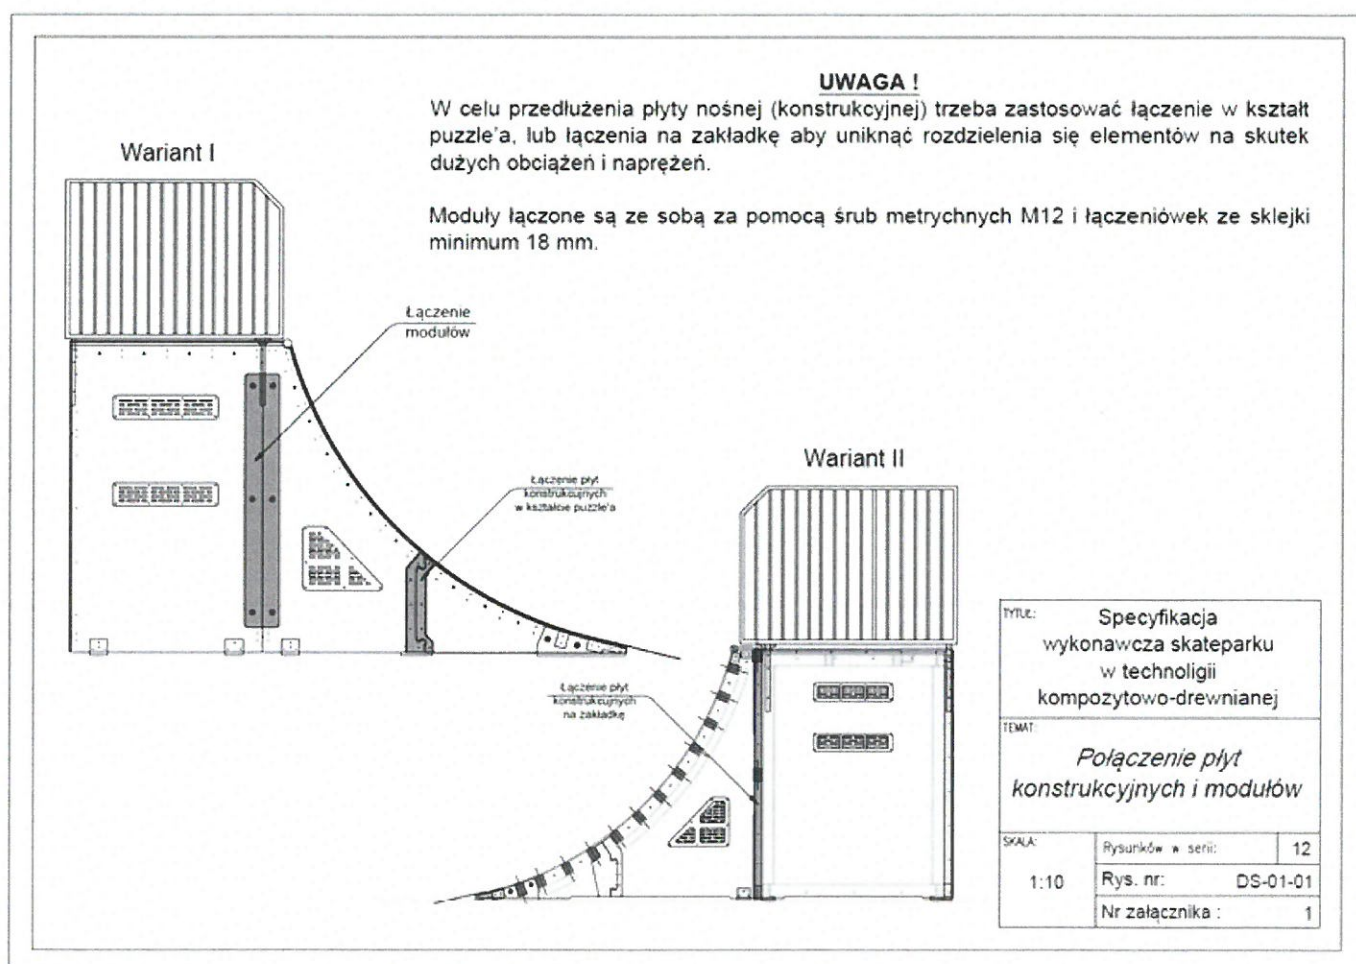 UWAGA !
W celu przedłużenia płyty nośnej (konstrukcyjnej) trzeba zastosować łączenie w kształt
puzzle'a, lub łączenia na zakładkę aby uniknąć rozdzielenia się elementów na skutek
dużych obciążeń i naprężeń.
Moduły łączone są ze sobą za pomocą śrub metrychnych M12 i łączeniówek ze sklejki
minimum 18 mm.
Wariant I
Łączenie
modułów
Łączenie płyt
konstrukcujnych
w kształcie puzzle'a
Wariant II
Łączenie płyt
konstrukcujnych
na zakładkę
TYTUŁ:
Specyfikacja
wykonawcza skateparku
w technoligii
kompozytowo-drewnianej
TEMAT:
Połączenie płyt
konstrukcyjnych i modułów
SKALA:
1:10
Rysunków w serii: 12
Rys. nr: DS-01-01
Nr załącznika : 1